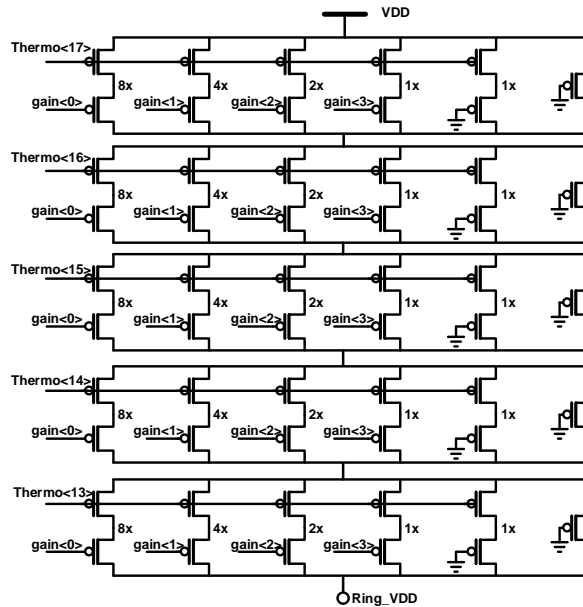 VDD
Thermo<17>
8x 4x 2x 1x 1x
gain<0> gain<1> gain<2> gain<3>
Thermo<16>
8x 4x 2x 1x 1x
gain<0> gain<1> gain<2> gain<3>
Thermo<15>
8x 4x 2x 1x 1x
gain<0> gain<1> gain<2> gain<3>
Thermo<14>
8x 4x 2x 1x 1x
gain<0> gain<1> gain<2> gain<3>
Thermo<13>
8x 4x 2x 1x 1x
gain<0> gain<1> gain<2> gain<3>
Ring_VDD